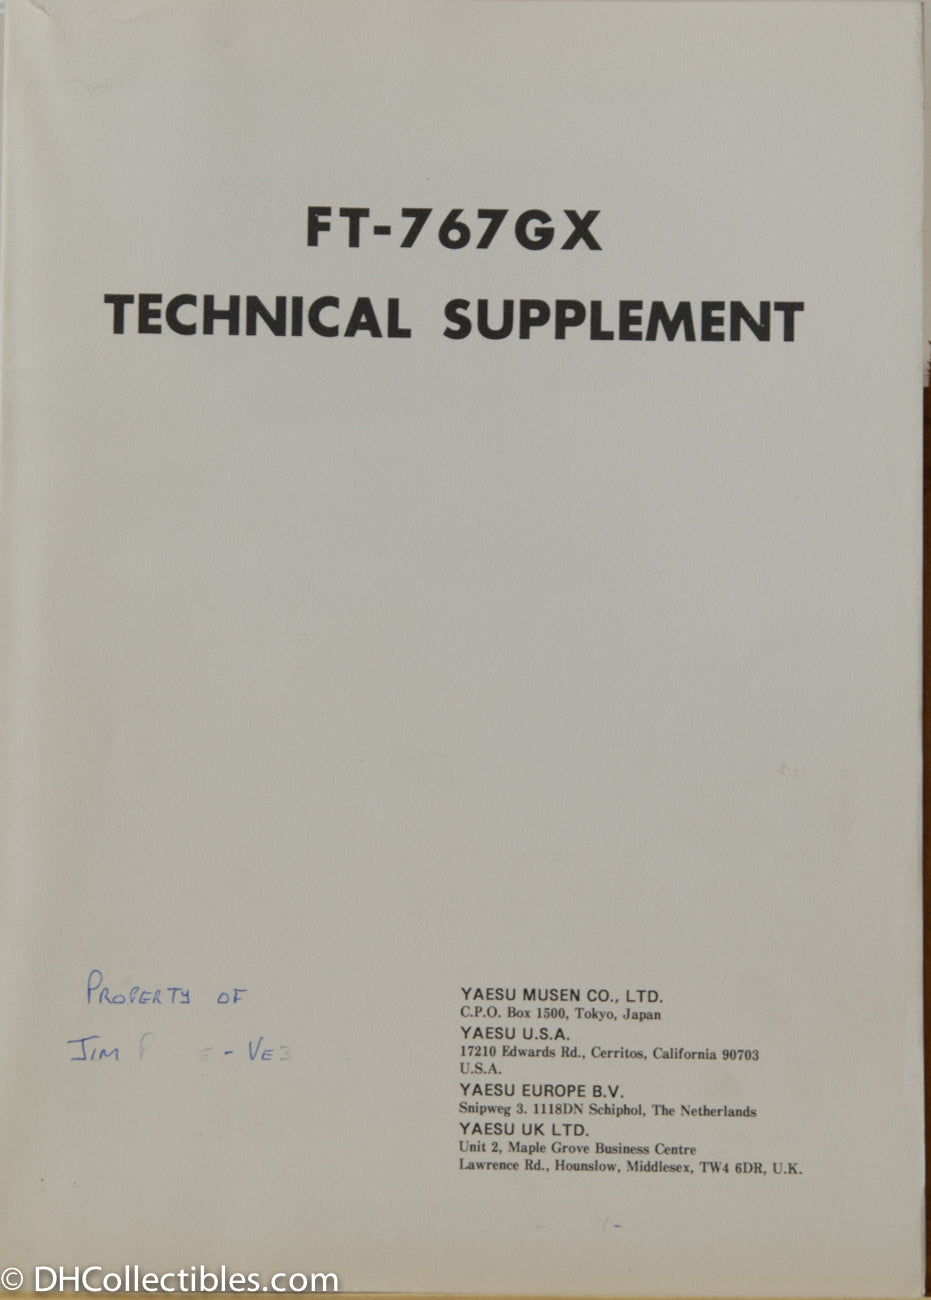 FT-767GX
TECHNICAL SUPPLEMENT
PROPERTY OF
JIM - VE3
YAESU MUSEN CO., LTD.
C.P.O. Box 1500, Tokyo, Japan
YAESU U.S.A.
17210 Edwards Rd., Cerritos, California 90703
U.S.A.
YAESU EUROPE B.V.
Snipweg 3. 1118DN Schiphol, The Netherlands
YAESU UK LTD.
Unit 2, Maple Grove Business Centre
Lawrence Rd., Hounslow, Middlesex, TW4 6DR, U.K.
© DHCollectibles.com